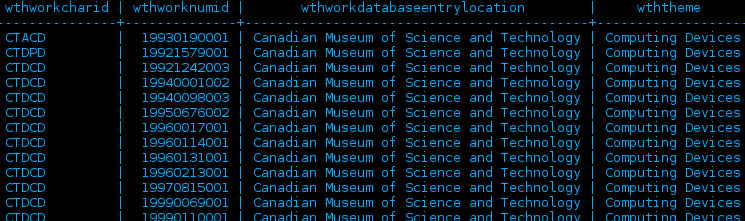 wthworkcharid | wthworknumid | wthworkdatabaseentrylocation | wththeme
---------------+--------------+----------------------------------------------+-------------------
CTACD | 19930190001 | Canadian Museum of Science and Technology | Computing Devices
CTDPD | 19921579001 | Canadian Museum of Science and Technology | Computing Devices
CTDCD | 19921242003 | Canadian Museum of Science and Technology | Computing Devices
CTDCD | 19940001002 | Canadian Museum of Science and Technology | Computing Devices
CTDCD | 19940098003 | Canadian Museum of Science and Technology | Computing Devices
CTDCD | 19950676002 | Canadian Museum of Science and Technology | Computing Devices
CTDCD | 19960017001 | Canadian Museum of Science and Technology | Computing Devices
CTDCD | 19960114001 | Canadian Museum of Science and Technology | Computing Devices
CTDCD | 19960131001 | Canadian Museum of Science and Technology | Computing Devices
CTDCD | 19960213001 | Canadian Museum of Science and Technology | Computing Devices
CTDCD | 19970815001 | Canadian Museum of Science and Technology | Computing Devices
CTDCD | 19990069001 | Canadian Museum of Science and Technology | Computing Devices
CTDCD | 19990110001 | Canadian Museum of Science and Technology | Computing Devices